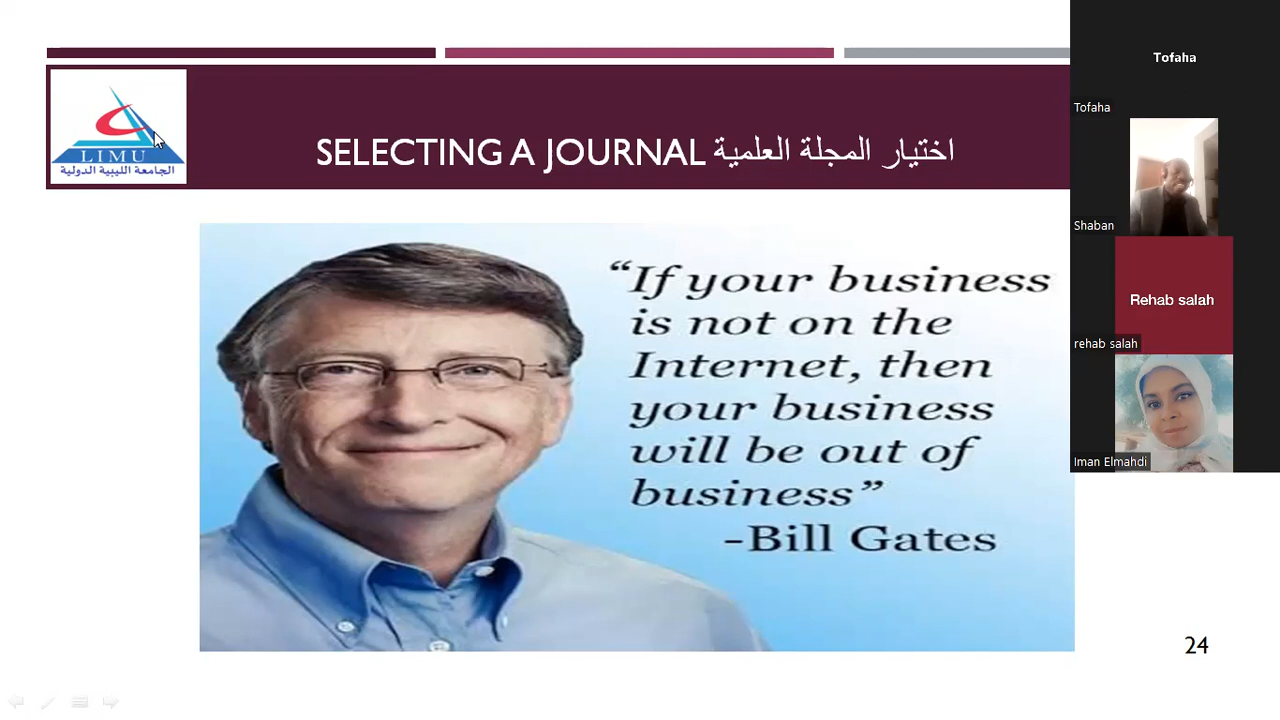 LIMU
الجامعة الليبية الدولية
SELECTING A JOURNAL اختيار المجلة العلمية
“If your business
is not on the
Internet, then
your business
will be out of
business”
-Bill Gates
24
Tofaha
Tofaha
Shaban
Rehab salah
rehab salah
Iman Elmahdi